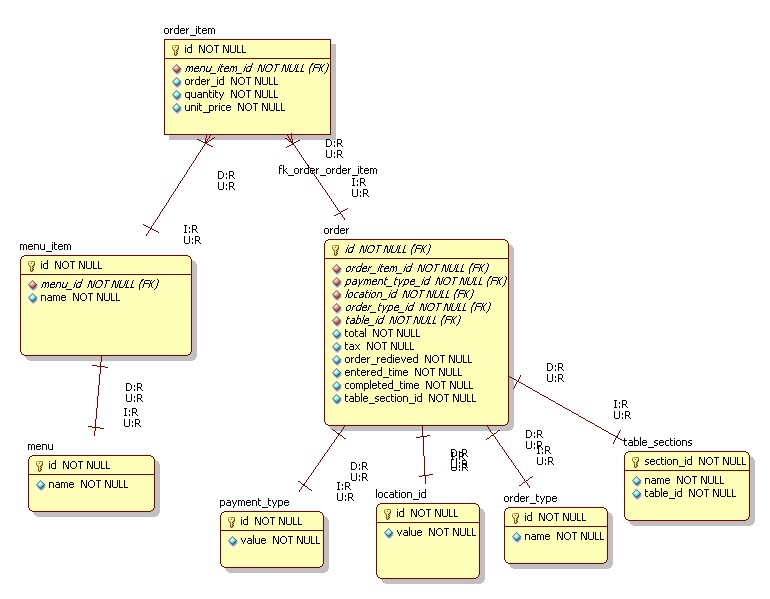 order_item
id NOT NULL
menu_item_id NOT NULL (FK)
order_id NOT NULL
quantity NOT NULL
unit_price NOT NULL
D:R
U:R
D:R
U:R
fk_order_order_item
I:R
U:R
I:R
U:R
menu_item
id NOT NULL
menu_id NOT NULL (FK)
name NOT NULL
order
id NOT NULL (FK)
order_item_id NOT NULL (FK)
payment_type_id NOT NULL (FK)
location_id NOT NULL (FK)
order_type_id NOT NULL (FK)
table_id NOT NULL (FK)
total NOT NULL
tax NOT NULL
order_redieved NOT NULL
entered_time NOT NULL
completed_time NOT NULL
table_section_id NOT NULL
D:R
U:R
I:R
U:R
D:R
U:R
I:R
U:R
menu
id NOT NULL
name NOT NULL
D:R
U:R
I:R
U:R
payment_type
id NOT NULL
value NOT NULL
location_id
id NOT NULL
value NOT NULL
D:R
U:R
I:R
U:R
order_type
id NOT NULL
name NOT NULL
table_sections
section_id NOT NULL
name NOT NULL
table_id NOT NULL